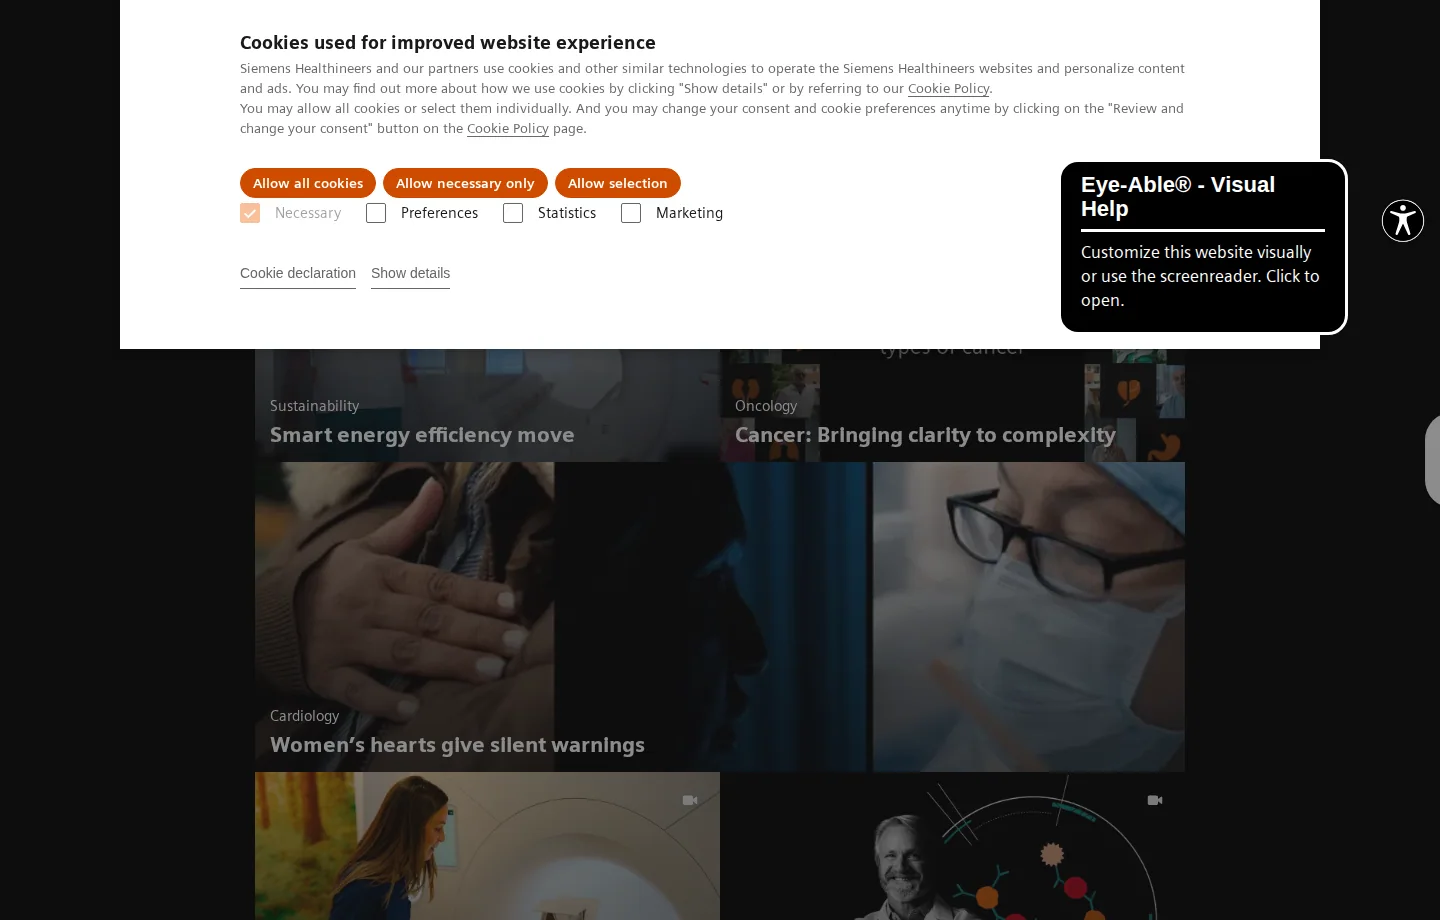 Cookies used for improved website experience
Siemens Healthineers and our partners use cookies and other similar technologies to operate the Siemens Healthineers websites and personalize content
and ads. You may find out more about how we use cookies by clicking "Show details" or by referring to our Cookie Policy.
You may allow all cookies or select them individually. And you may change your consent and cookie preferences anytime by clicking on the "Review and
change your consent" button on the Cookie Policy page.
Allow all cookies Allow necessary only Allow selection
Necessary Preferences Statistics Marketing
Cookie declaration Show details
Eye-Able® - Visual
Help
Customize this website visually
or use the screenreader. Click to
open.
types of cancer
Sustainability
Smart energy efficiency move
Oncology
Cancer: Bringing clarity to complexity
Cardiology
Women’s hearts give silent warnings